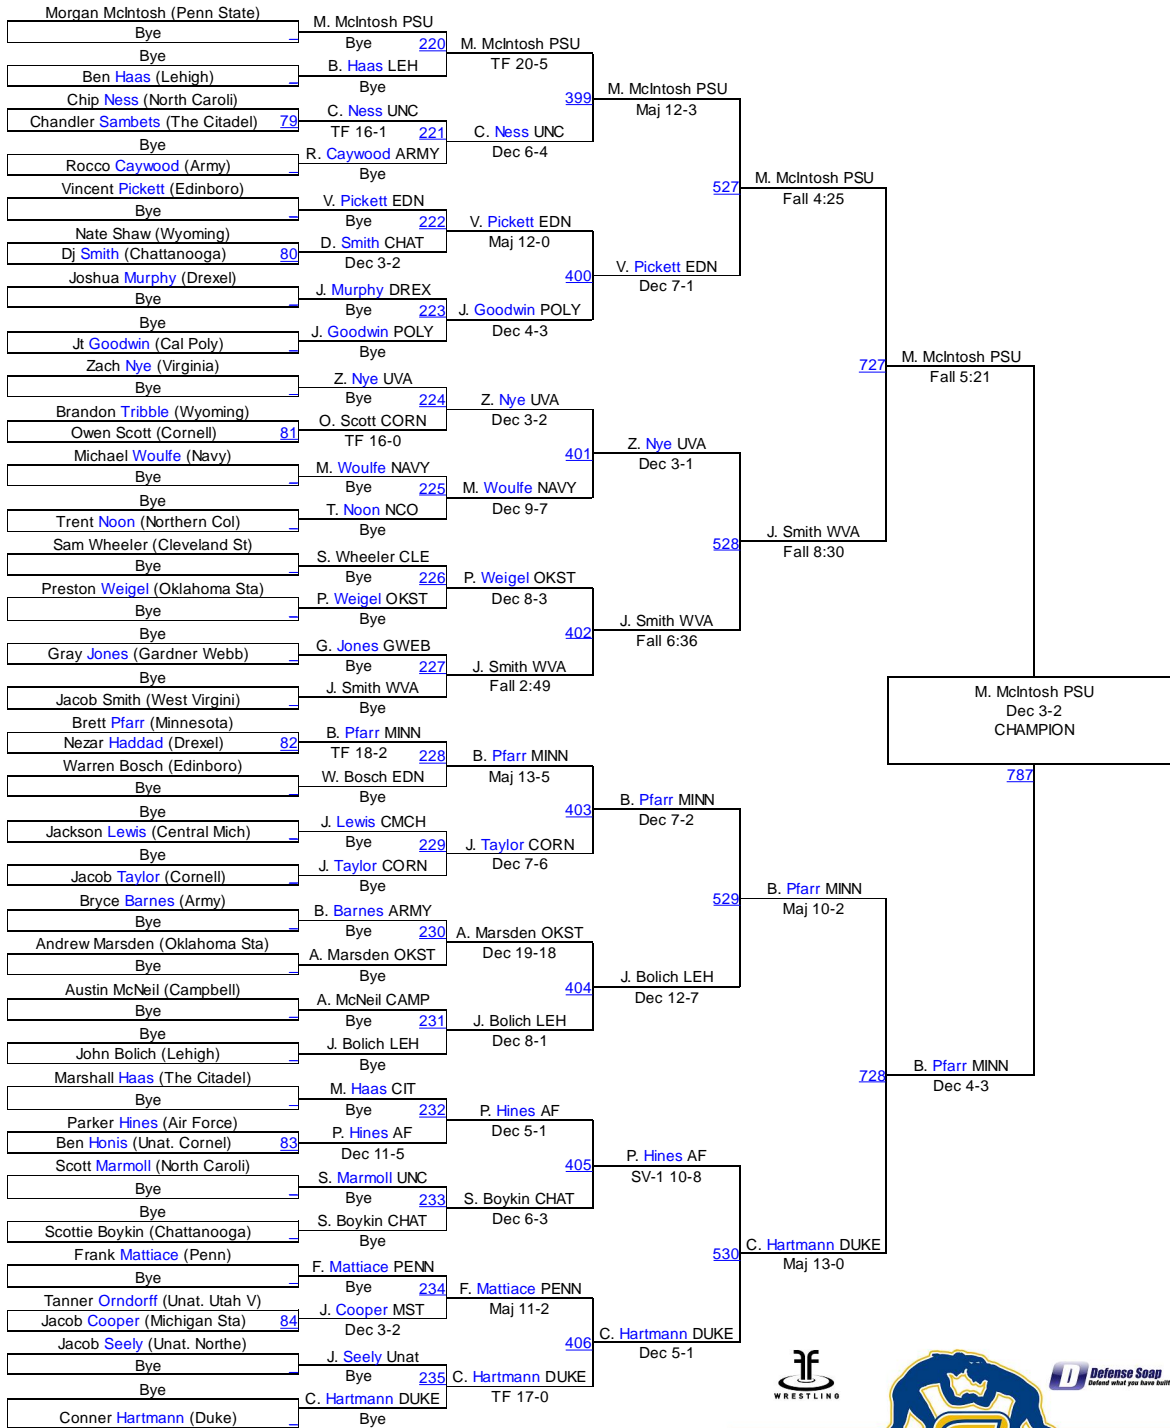 Morgan McIntosh (Penn State)
Bye
Bye
Ben Haas (Lehigh)
Chip Ness (North Caroli)
Chandler Sambets (The Citadel) 79
Bye
Rocco Caywood (Army)
Vincent Pickett (Edinboro)
Bye
Nate Shaw (Wyoming)
Dj Smith (Chattanooga) 80
Joshua Murphy (Drexel)
Bye
Bye
Jt Goodwin (Cal Poly)
Zach Nye (Virginia)
Bye
Brandon Tribble (Wyoming)
Owen Scott (Cornell) 81
Michael Woulfe (Navy)
Bye
Bye
Trent Noon (Northern Col)
Sam Wheeler (Cleveland St)
Bye
Preston Weigel (Oklahoma Sta)
Bye
Bye
Gray Jones (Gardner Webb)
Bye
Jacob Smith (West Virgini)
Brett Pfarr (Minnesota)
Nezar Haddad (Drexel) 82
Warren Bosch (Edinboro)
Bye
Bye
Jackson Lewis (Central Mich)
Bye
Jacob Taylor (Cornell)
Bryce Barnes (Army)
Bye
Andrew Marsden (Oklahoma Sta)
Bye
Austin McNeil (Campbell)
Bye
Bye
John Bolich (Lehigh)
Marshall Haas (The Citadel)
Bye
Parker Hines (Air Force)
Ben Honis (Unat. Cornel) 83
Scott Marmoll (North Caroli)
Bye
Bye
Scottie Boykin (Chattanooga)
Frank Mattiace (Penn)
Bye
Tanner Orndorff (Unat. Utah V)
Jacob Cooper (Michigan Sta) 84
Jacob Seely (Unat. Northe)
Bye
Bye
Conner Hartmann (Duke)
M. McIntosh PSU
Bye 220
B. Haas LEH
Bye
C. Ness UNC
TF 16-1 221
R. Caywood ARMY
Bye
V. Pickett EDN
Bye 222
D. Smith CHAT
Dec 3-2
J. Murphy DREX
Bye 223
J. Goodwin POLY
Bye
Z. Nye UVA
Bye 224
O. Scott CORN
TF 16-0
M. Woulfe NAVY
Bye 225
T. Noon NCO
Bye
S. Wheeler CLE
Bye 226
P. Weigel OKST
Bye
G. Jones GWEB
Bye 227
J. Smith WVA
Bye
B. Pfarr MINN
TF 18-2 228
W. Bosch EDN
Bye
J. Lewis CMCH
Bye 229
J. Taylor CORN
Bye
B. Barnes ARMY
Bye 230
A. Marsden OKST
Bye
A. McNeil CAMP
Bye 231
J. Bolich LEH
Bye
M. Haas CIT
Bye 232
P. Hines AF
Dec 11-5
S. Marmoll UNC
Bye 233
S. Boykin CHAT
Bye
F. Mattiace PENN
Bye 234
J. Cooper MST
Dec 3-2
J. Seely Unat
Bye 235
C. Hartmann DUKE
Bye
M. McIntosh PSU
TF 20-5
399
C. Ness UNC
Dec 6-4
V. Pickett EDN
Maj 12-0
400
J. Goodwin POLY
Dec 4-3
Z. Nye UVA
Dec 3-2
401
M. Woulfe NAVY
Dec 9-7
P. Weigel OKST
Dec 8-3
402
J. Smith WVA
Fall 2:49
B. Pfarr MINN
Maj 13-5
403
J. Taylor CORN
Dec 7-6
A. Marsden OKST
Dec 19-18
404
J. Bolich LEH
Dec 8-1
P. Hines AF
Dec 5-1
405
S. Boykin CHAT
Dec 6-3
F. Mattiace PENN
Maj 11-2
406
C. Hartmann DUKE
TF 17-0
M. McIntosh PSU
Maj 12-3
527
V. Pickett EDN
Dec 7-1
Z. Nye UVA
Dec 3-1
528
J. Smith WVA
Fall 6:36
B. Pfarr MINN
Dec 7-2
529
J. Bolich LEH
Dec 12-7
P. Hines AF
SV-1 10-8
530
C. Hartmann DUKE
Dec 5-1
M. McIntosh PSU
Fall 4:25
727
J. Smith WVA
Fall 8:30
B. Pfarr MINN
Maj 10-2
728
C. Hartmann DUKE
Maj 13-0
M. McIntosh PSU
Fall 5:21
B. Pfarr MINN
Dec 4-3
M. McIntosh PSU
Dec 3-2
CHAMPION
787
WRESTLING
D Defense Soap
Defend what you have built